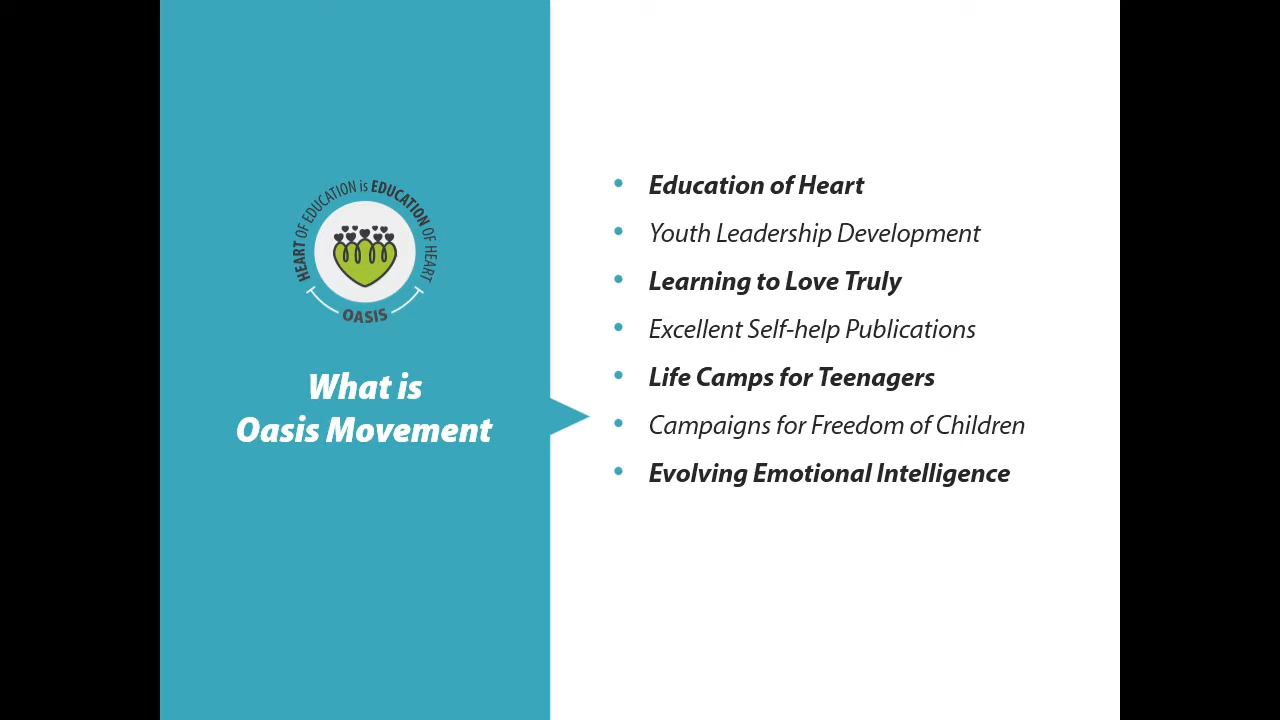 HEART OF EDUCATION is EDUCATION OF HEART
OASIS
What is
Oasis Movement
• Education of Heart
• Youth Leadership Development
• Learning to Love Truly
• Excellent Self-help Publications
• Life Camps for Teenagers
• Campaigns for Freedom of Children
• Evolving Emotional Intelligence